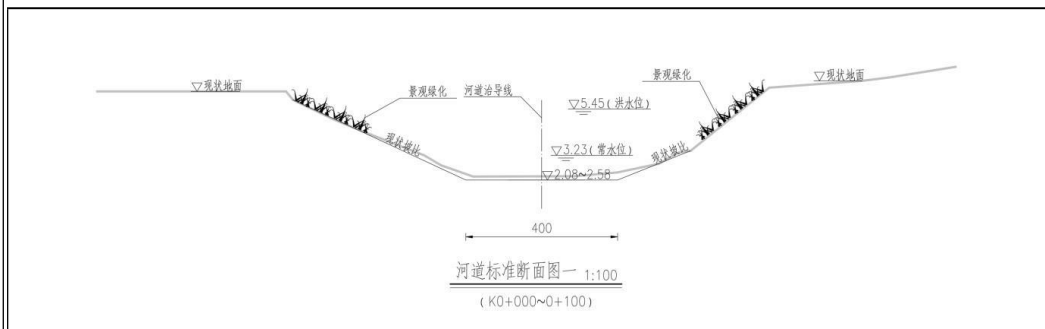 景观绿化
河道治导线
景观绿化
▽现状地面
▽现状地面
▽5.45(洪水位)
现状坡比
▽3.23(常水位)
现状坡比
▽2.08~2.58
400
河道标准断面图一 1:100
(K0+000~0+100)